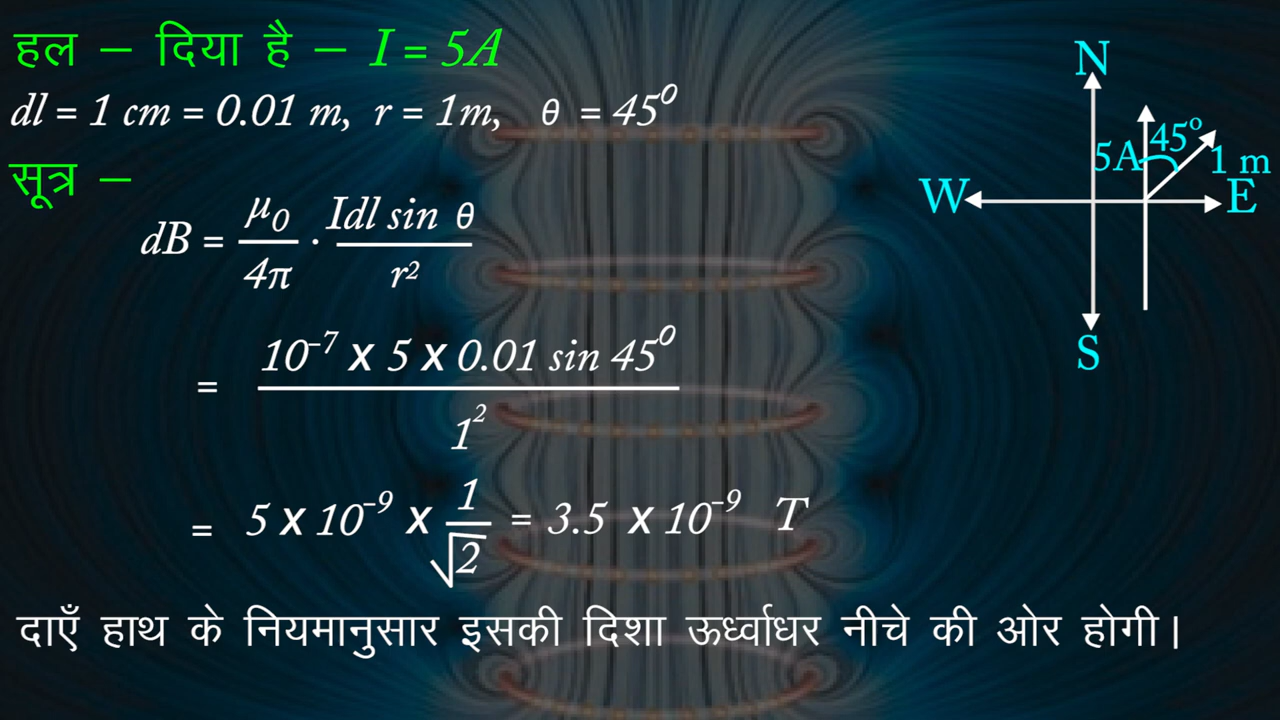 हल – दिया है – I = 5A
dl = 1 cm = 0.01 m, r = 1m, θ = 45⁰
सूत्र –
dB = μ₀/4π · Idl sin θ/r²
= 10⁻⁷ x 5 x 0.01 sin 45⁰/1²
= 5 x 10⁻⁹ x 1/√2 = 3.5 x 10⁻⁹ T
दाएँ हाथ के नियमानुसार इसकी दिशा ऊर्ध्वाधर नीचे की ओर होगी।
N
45°
5A
1 m
W
E
S